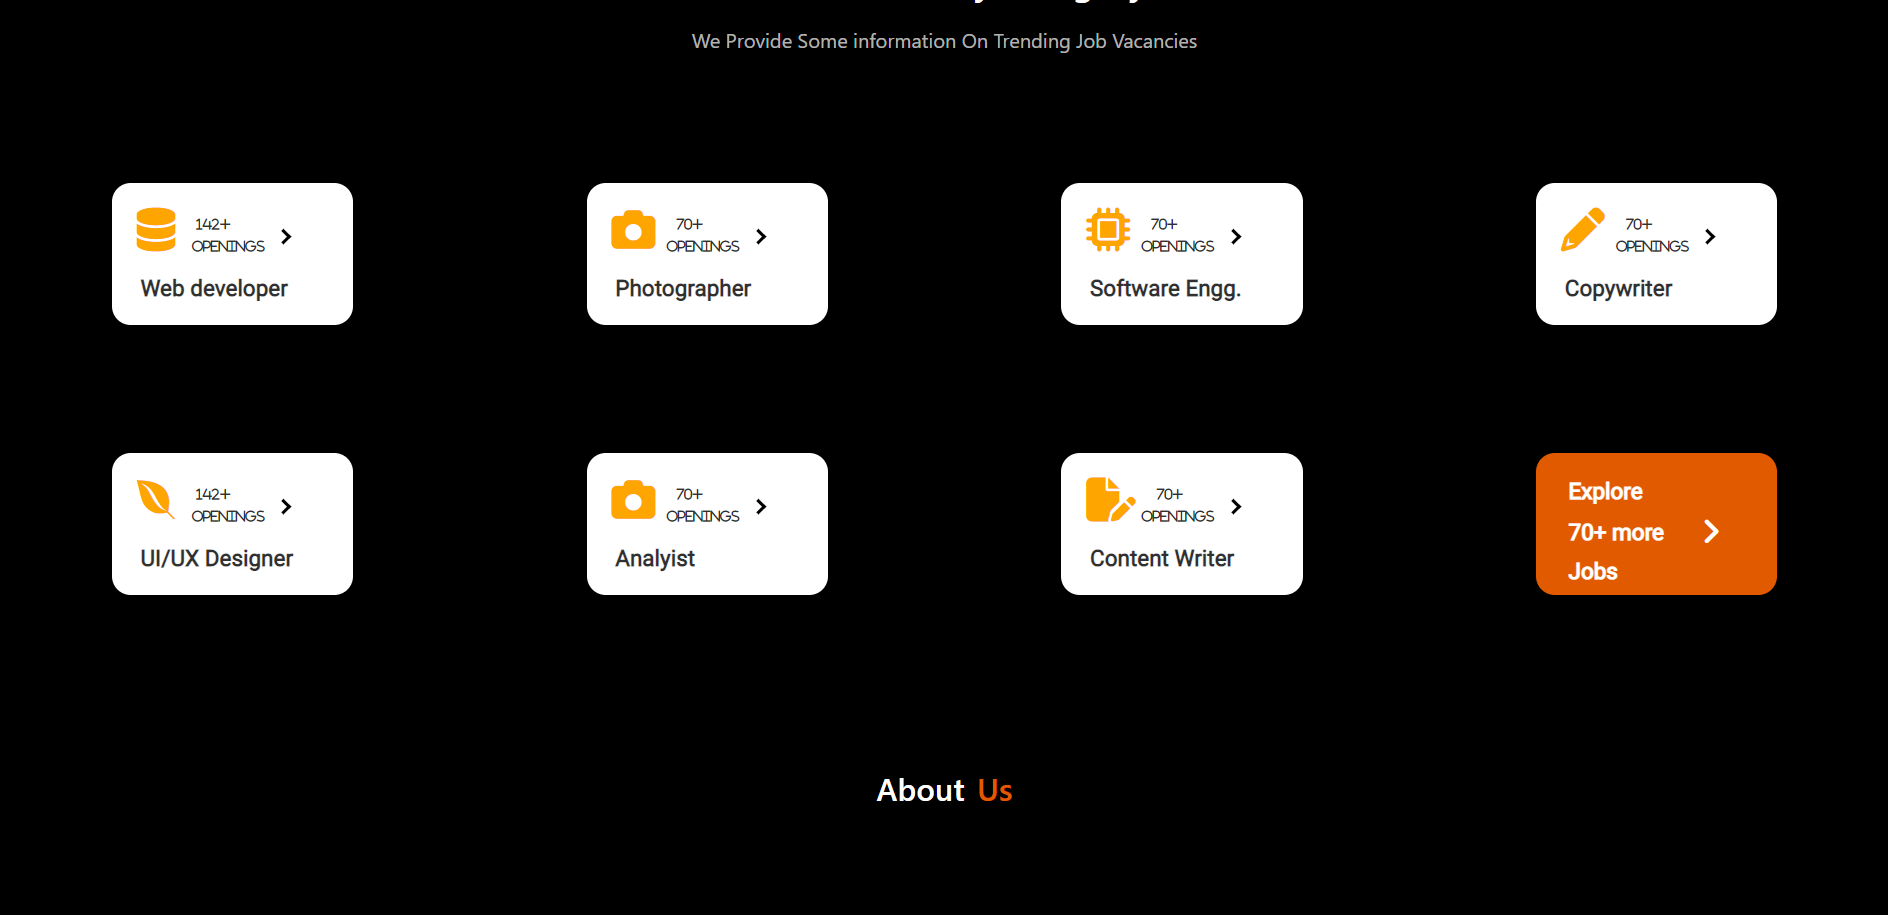 We Provide Some information On Trending Job Vacancies
142+
OPENINGS
Web developer
70+
OPENINGS
Photographer
70+
OPENINGS
Software Engg.
70+
OPENINGS
Copywriter
142+
OPENINGS
UI/UX Designer
70+
OPENINGS
Analyist
70+
OPENINGS
Content Writer
Explore
70+ more
Jobs
About Us